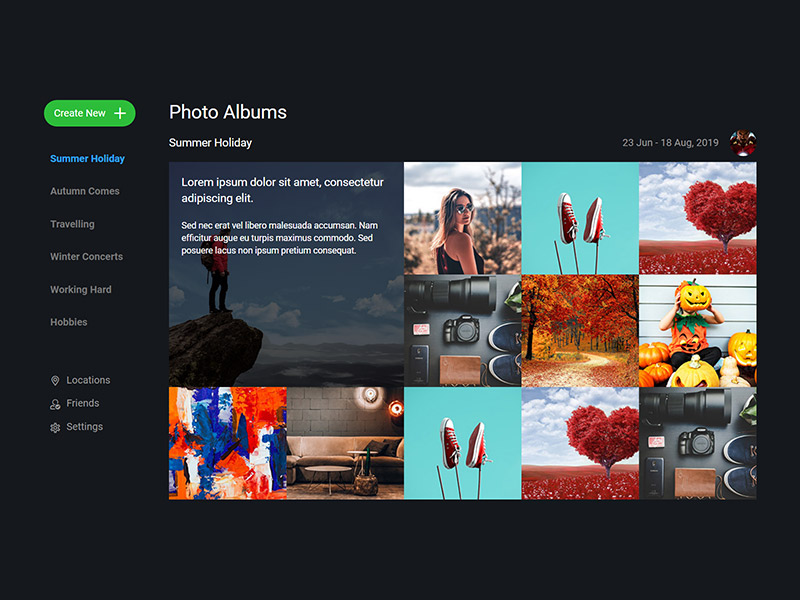 Create New
Photo Albums
Summer Holiday
23 Jun - 18 Aug, 2019
Summer Holiday
Autumn Comes
Travelling
Winter Concerts
Working Hard
Hobbies
Locations
Friends
Settings
Lorem ipsum dolor sit amet, consectetur
adipiscing elit.
Sed nec erat vel libero malesuada accumsan. Nam
efficitur augue eu turpis maximus commodo. Sed
posuere lacus non ipsum pretium consequat.